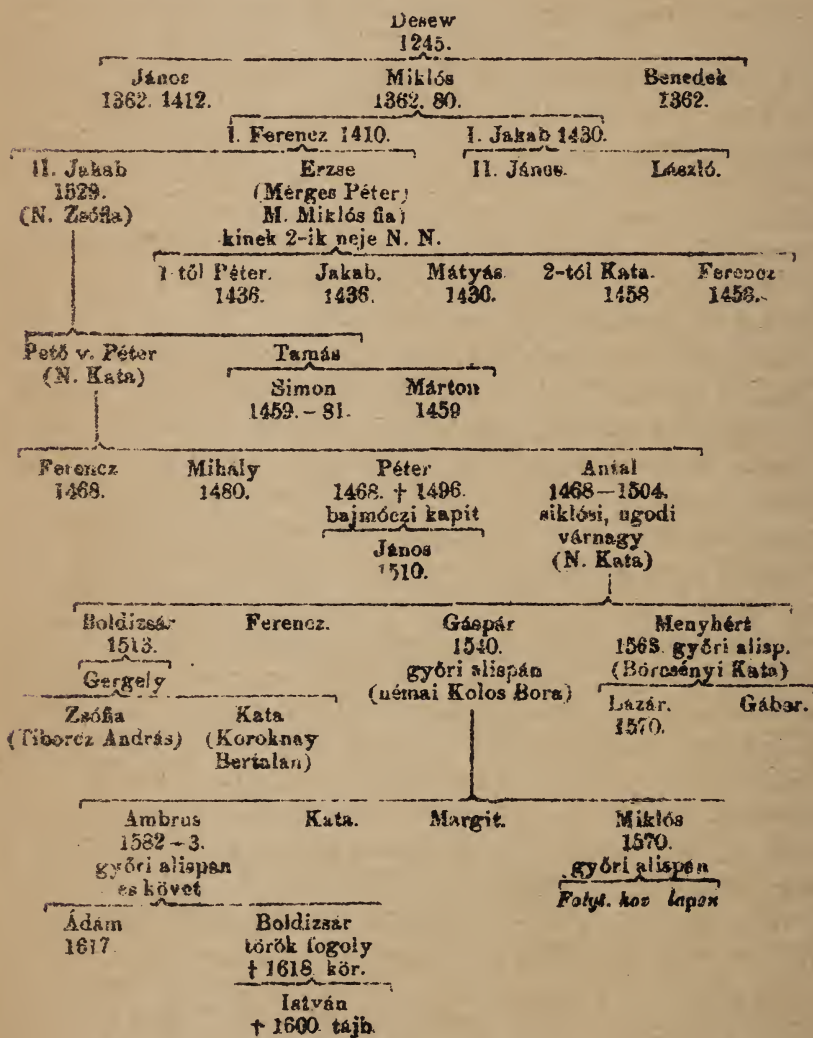 Desew
1245.
János Miklós Benedek
1362. 1412. 1362. 80. 1362.
I. Ferencz 1410. I. Jakab 1430.
II. Jakab Erzse II. János. László.
1529. (Mérges Péter)
(N. Zsófia) M. Miklós fia)
kinek 2-ik neje N. N.
1-től Péter. Jakab. Mátyás 2-tól Kata. Ferencz
1436. 1436. 1430. 1458 1458.
Pető v. Péter Tamás
(N. Kata)
Simon Márton
1459.–81. 1459
Ferencz Mihaly Péter Antal
1468. 1480. 1468. † 1496. 1468–1504.
bajmóczi kapit siklósi, ugodi
János várnagy
1510. (N. Kata)
Boldizsár Ferencz. Gáspár Menyhért
1513. 1540. 1568. győri alisp.
Gergely győri alispán (Börcsényi Kata)
(némai Kolos Bora)
Zsófia Kata Lázár. Gábor.
(Tiborcz András) (Koroknay 1570.
Bertalan)
Ambrus Kata. Margit. Miklós
1582–3. 1570.
győri alispán győri alispán
és követ Folyt. kov lapon
Ádám Boldizsár
1617 török fogoly
† 1618 kör.
István
† 1600. tájb.